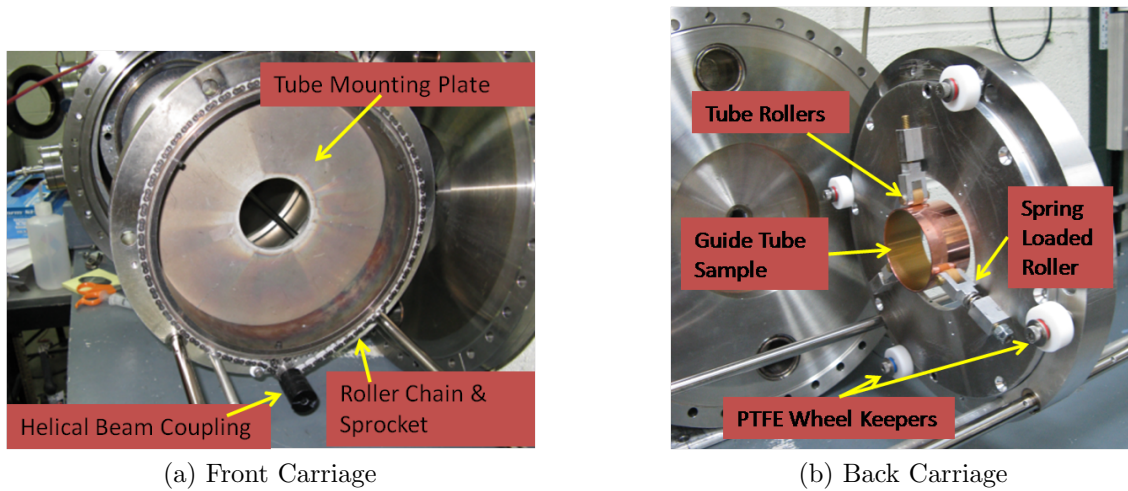 Tube Mounting Plate
Helical Beam Coupling
Roller Chain &
Sprocket
(a) Front Carriage
Tube Rollers
Guide Tube
Sample
Spring
Loaded
Roller
PTFE Wheel Keepers
(b) Back Carriage